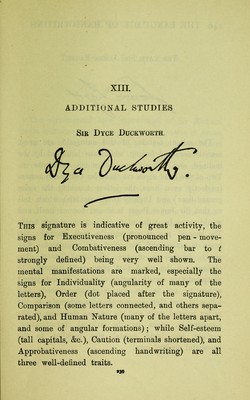 XIII.
ADDITIONAL STUDIES
SIR DYCE DUCKWORTH.
Dyce Duckworth.
THIS signature is indicative of great activity, the
signs for Executiveness (pronounced pen-move-
ment) and Combativeness (ascending bar to t
strongly defined) being very well shown. The
mental manifestations are marked, especially the
signs for Individuality (angularity of many of the
letters), Order (dot placed after the signature),
Comparison (some letters connected, and others sepa-
rated), and Human Nature (many of the letters apart,
and some of angular formations); while Self-esteem
(tall capitals, &c.), Caution (terminals shortened), and
Approbativeness (ascending handwriting) are all
three well-defined traits.